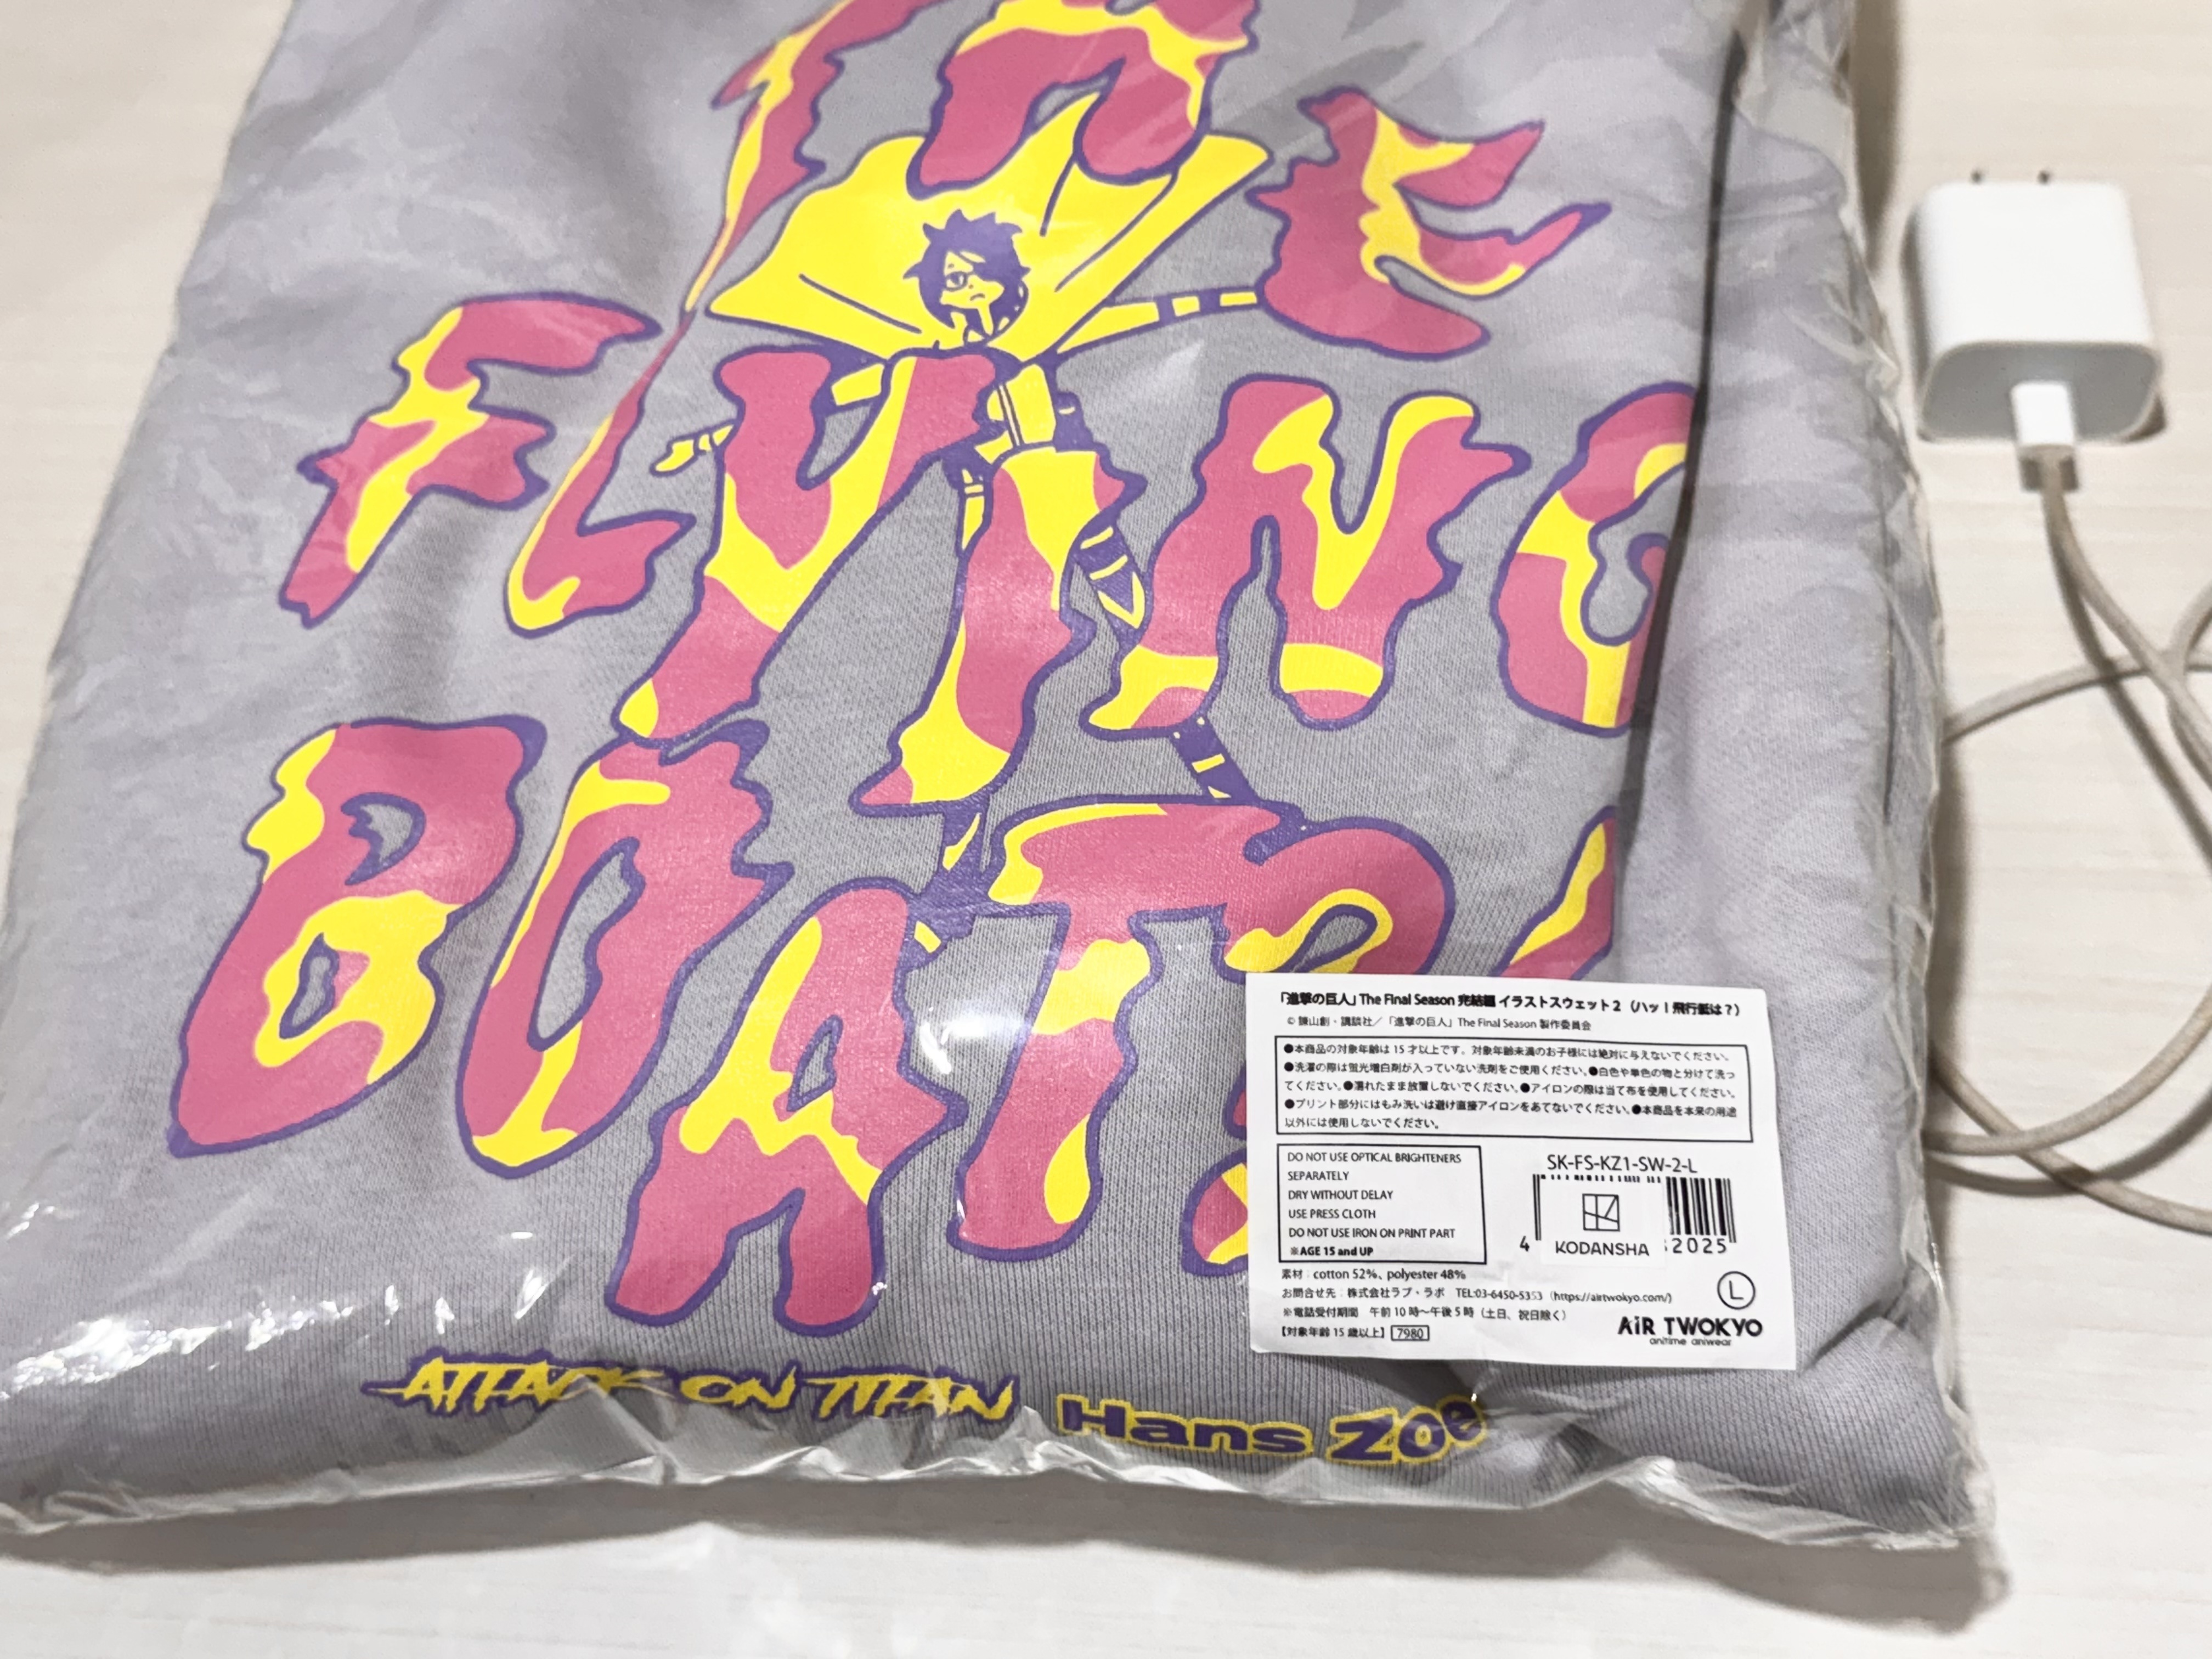 THE
FLYING
BOAT?!
ATTACK ON TITAN Hans Zoe
「進撃の巨人」The Final Season 完結編 イラストスウェット2（ハッ！飛行艇は？）
© 諫山創・講談社／「進撃の巨人」The Final Season 製作委員会
●本商品の対象年齢は 15 才以上です。対象年齢未満のお子様には絶対に与えないでください。
●洗濯の際は蛍光増白剤が入っていない洗剤をご使用ください。●白色や単色の物と分けて洗っ
てください。●濡れたまま放置しないでください。●アイロンの際は当て布を使用してください。
●プリント部分にはもみ洗いは避け直接アイロンをあてないでください。●本商品を本来の用途
以外には使用しないでください。
DO NOT USE OPTICAL BRIGHTENERS
SEPARATELY
DRY WITHOUT DELAY
USE PRESS CLOTH
DO NOT USE IRON ON PRINT PART
※AGE 15 and UP
SK-FS-KZ1-SW-2-L
KODANSHA
4 2025
素材：cotton 52%、polyester 48%
お問合せ先：株式会社ラブ・ラボ TEL:03-6450-5353（https://airtwokyo.com/）
※電話受付期間 午前 10 時～午後 5 時（土日、祝日除く）
【対象年齢 15 歳以上】 7980
L
AiR TWOKYO
anitime aniwear